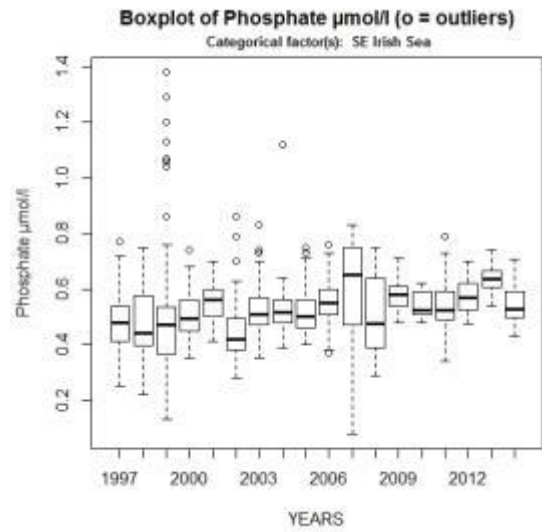 Boxplot of Phosphate µmol/l (o = outliers)
Categorical factor(s): SE Irish Sea
Phosphate µmol/l
1.4
1.2
1.0
0.8
0.6
0.4
0.2
1997 2000 2003 2006 2009 2012
YEARS